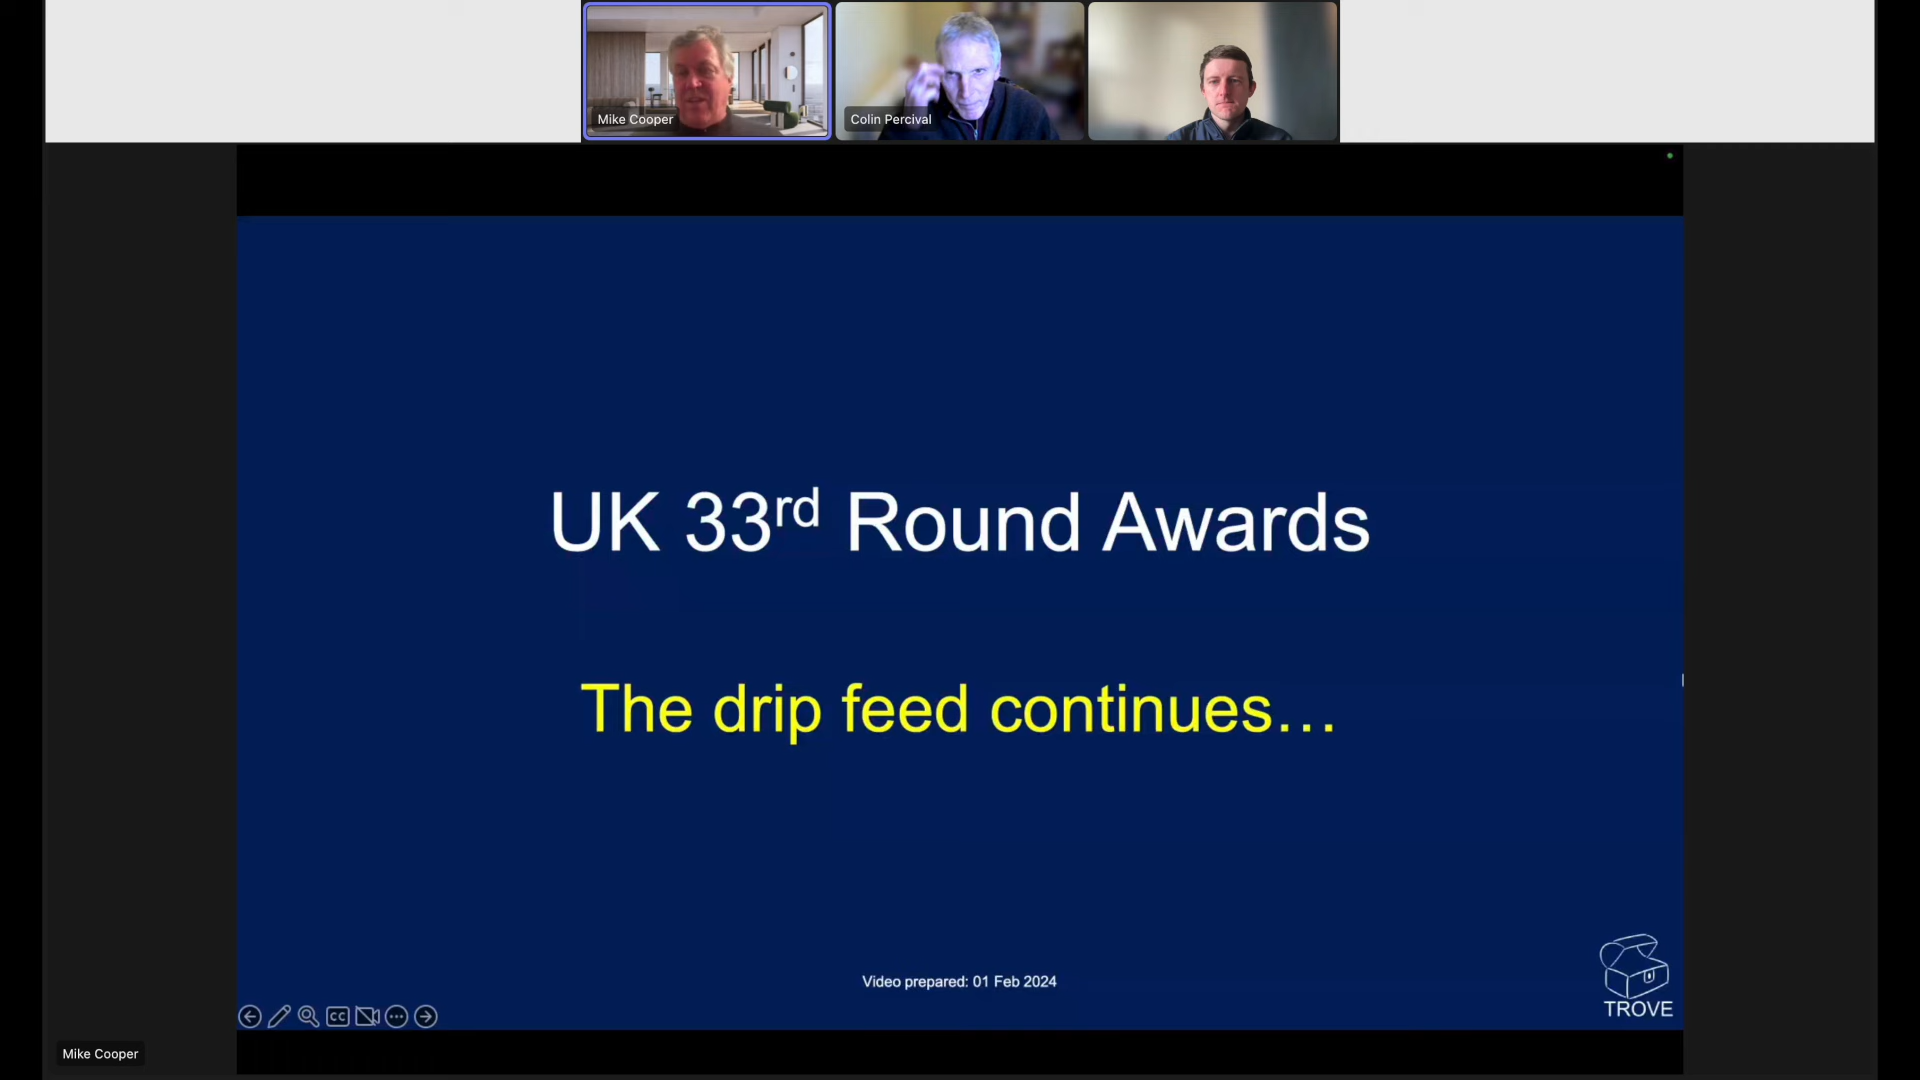 Mike Cooper
Colin Percival
UK 33rd Round Awards
The drip feed continues...
Video prepared: 01 Feb 2024
TROVE
CC
Mike Cooper